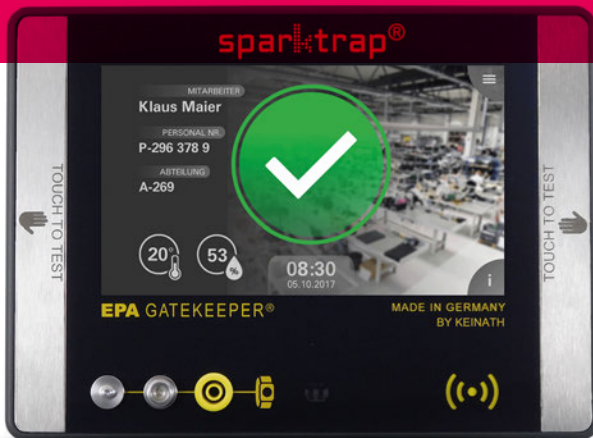 sparktrap®
MITARBEITER
Klaus Maier
PERSONAL NR.
P-296 378 9
ABTEILUNG
A-269
20°
53
%
08:30
05.10.2017
i
TOUCH TO TEST
TOUCH TO TEST
EPA GATEKEEPER®
MADE IN GERMANY
BY KEINATH